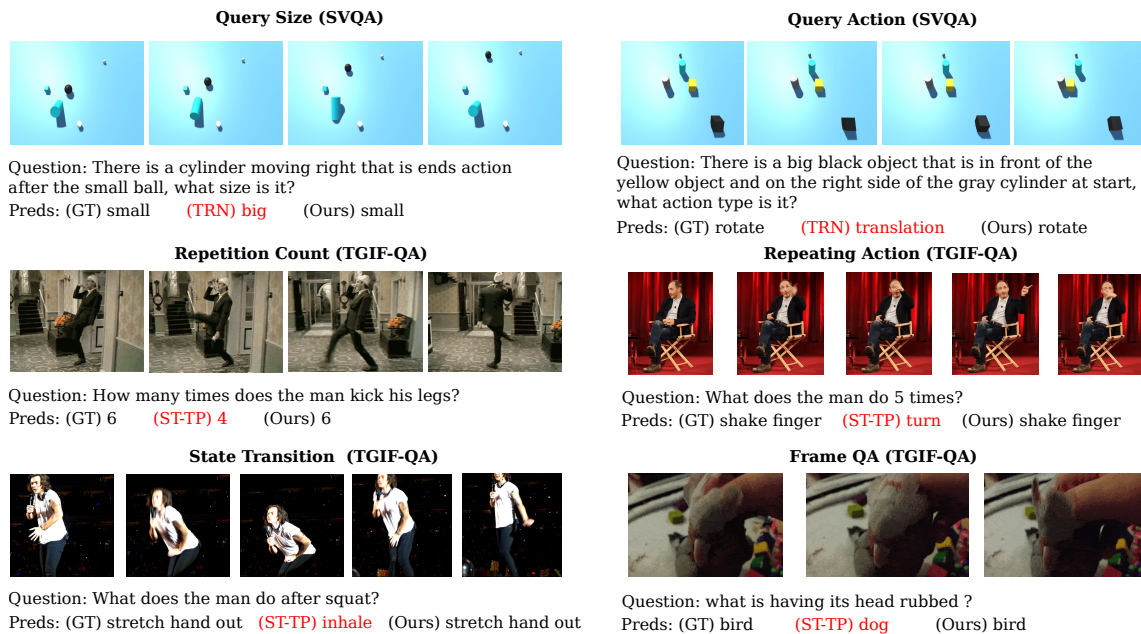 Query Size (SVQA)
Question: There is a cylinder moving right that is ends action
after the small ball, what size is it?
Preds: (GT) small (TRN) big (Ours) small
Query Action (SVQA)
Question: There is a big black object that is in front of the
yellow object and on the right side of the gray cylinder at start,
what action type is it?
Preds: (GT) rotate (TRN) translation (Ours) rotate
Repetition Count (TGIF-QA)
Question: How many times does the man kick his legs?
Preds: (GT) 6 (ST-TP) 4 (Ours) 6
Repeating Action (TGIF-QA)
Question: What does the man do 5 times?
Preds: (GT) shake finger (ST-TP) turn (Ours) shake finger
State Transition (TGIF-QA)
Question: What does the man do after squat?
Preds: (GT) stretch hand out (ST-TP) inhale (Ours) stretch hand out
Frame QA (TGIF-QA)
Question: what is having its head rubbed ?
Preds: (GT) bird (ST-TP) dog (Ours) bird